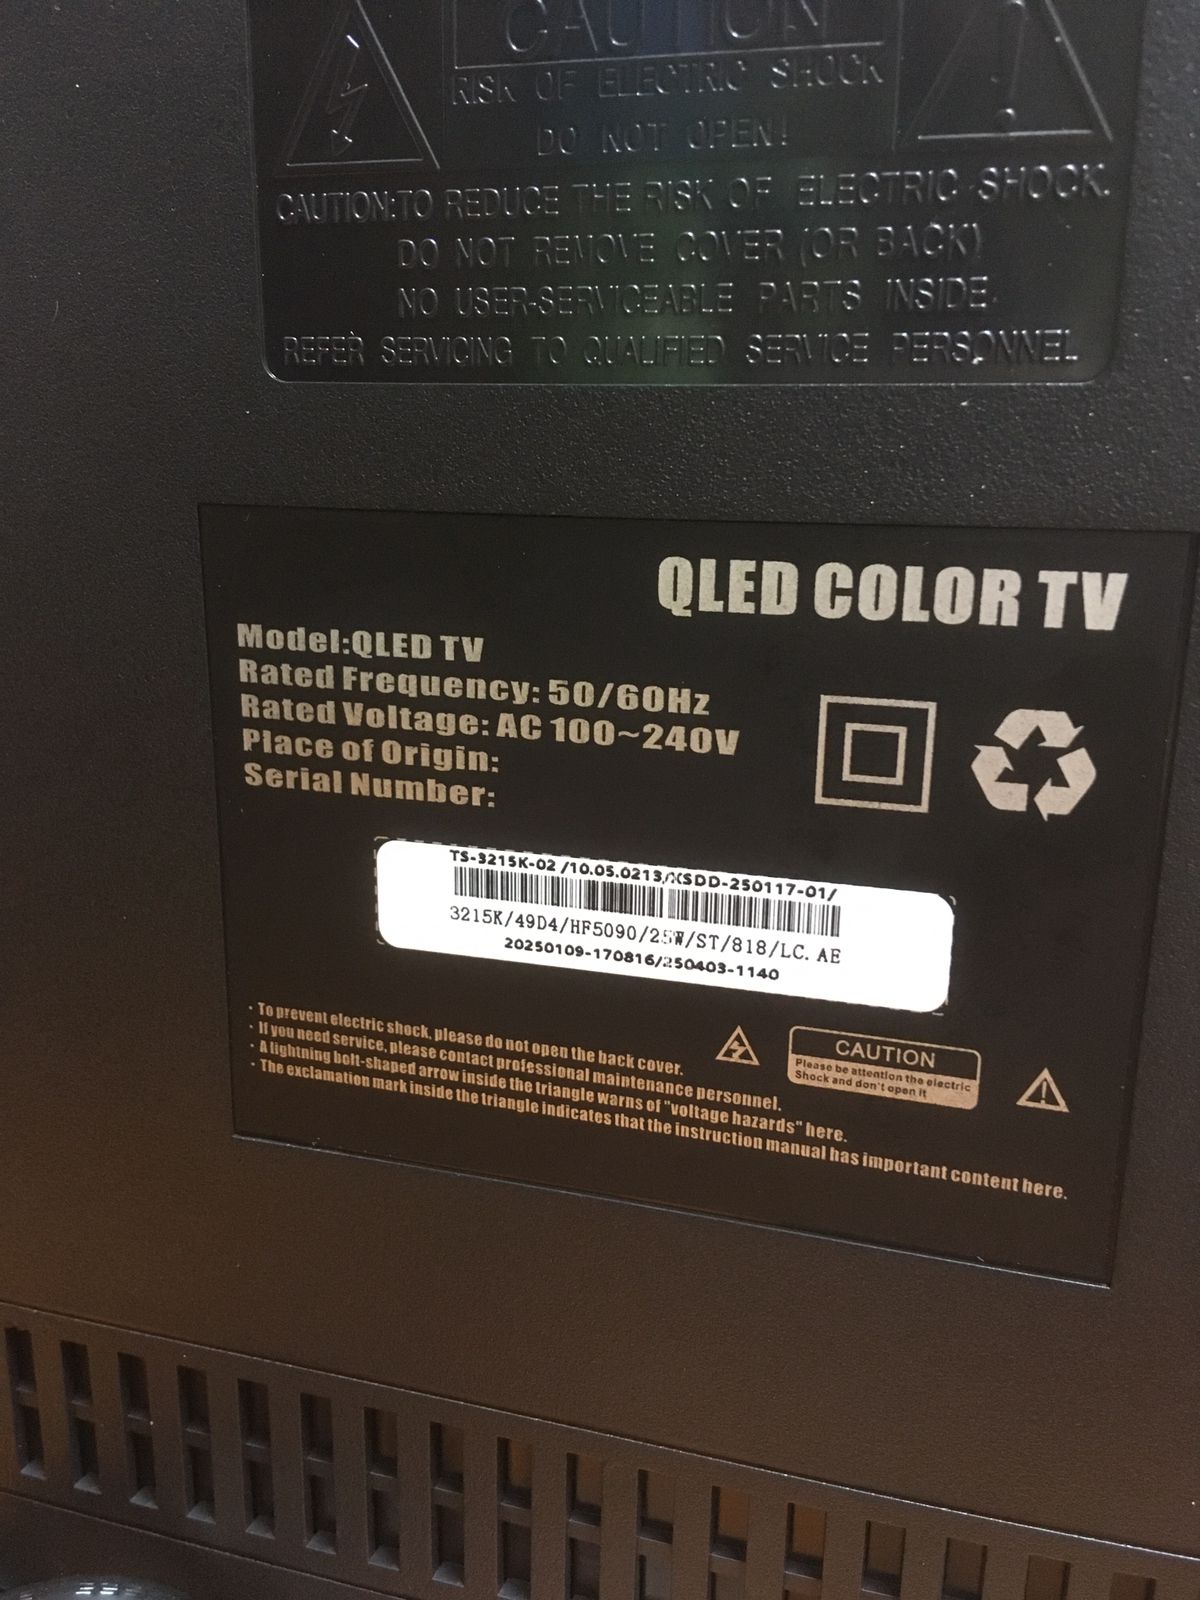 CAUTION
RISK OF ELECTRIC SHOCK
DO NOT OPEN!
CAUTION:TO REDUCE THE RISK OF ELECTRIC SHOCK.
DO NOT REMOVE COVER (OR BACK)
NO USER-SERVICEABLE PARTS INSIDE.
REFER SERVICING TO QUALIFIED SERVICE PERSONNEL
QLED COLOR TV
Model:QLED TV
Rated Frequency: 50/60Hz
Rated Voltage: AC 100~240V
Place of Origin:
Serial Number:
TS-3215K-02/10.05.0213/XSDD-250117-01/
3215K/49D4/HF5090/25W/ST/818/LC.AE
20250109-170816/250403-1140
· To prevent electric shock, please do not open the back cover.
· If you need service, please contact professional maintenance personnel.
· A lightning bolt-shaped arrow inside the triangle warns of "voltage hazards" here.
· The exclamation mark inside the triangle indicates that the instruction manual has important content here.
CAUTION
Please be attention the electric
Shock and don't open it